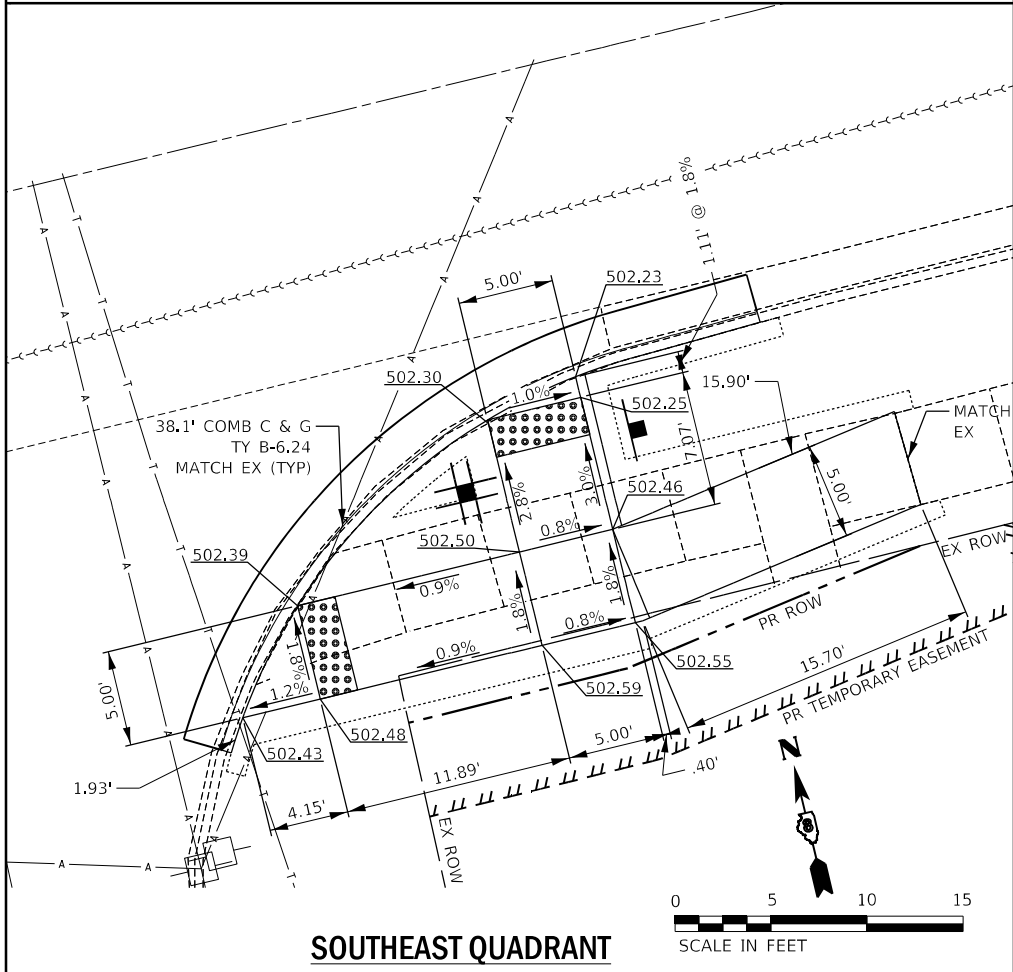 1.11' @ 1.8%
5.00'
502.23
502.30
1.0%
502.25
15.90'
38.1' COMB C & G
TY B-6.24
MATCH EX (TYP)
MATCH
EX
7.07'
5.00'
2.8%
3.0%
502.46
0.8%
502.50
502.39
0.9%
EX ROW
1.8%
1.8%
PR ROW
1.8%
0.9%
0.8%
502.55
5.00'
1.2%
502.59
15.70'
PR TEMPORARY EASEMENT
502.48
502.43
5.00'
.40'
1.93'
11.89'
4.15'
EX ROW
N
8
A
A
A
A
A
A
A
A
A
A
A
A
A
T
T
T
T
T
T
T
0 5 10 15
SCALE IN FEET
SOUTHEAST QUADRANT